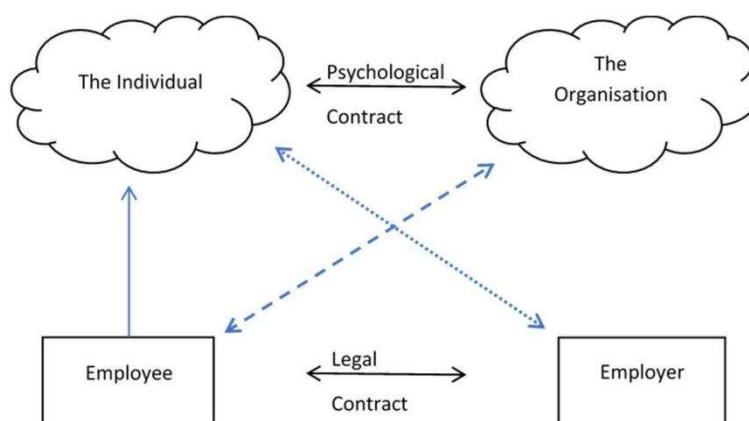 The Individual
Psychological
Contract
The
Organisation
Employee
Legal
Contract
Employer